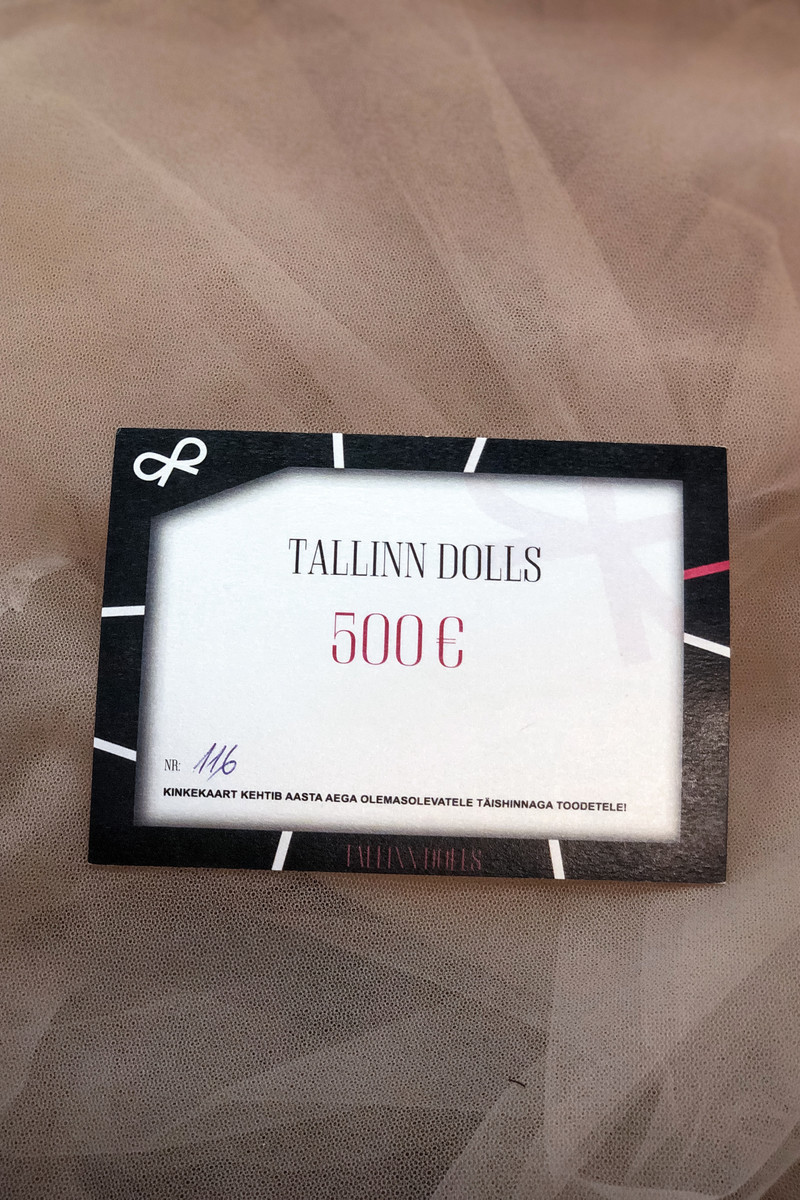 TALLINN DOLLS
500 €
NR: 116
KINKEKAART KEHTIB AASTA AEGA OLEMASOLEVATELE TÄISHINNAGA TOODETELE!
TALLINN DOLLS